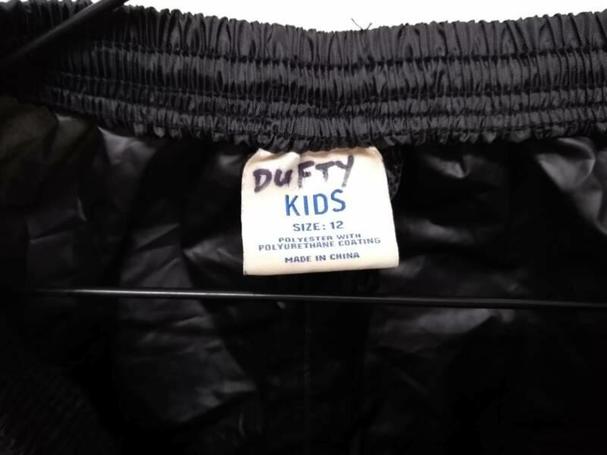 DUFTY
KIDS
SIZE: 12
POLYESTER WITH
POLYURETHANE COATING
MADE IN CHINA